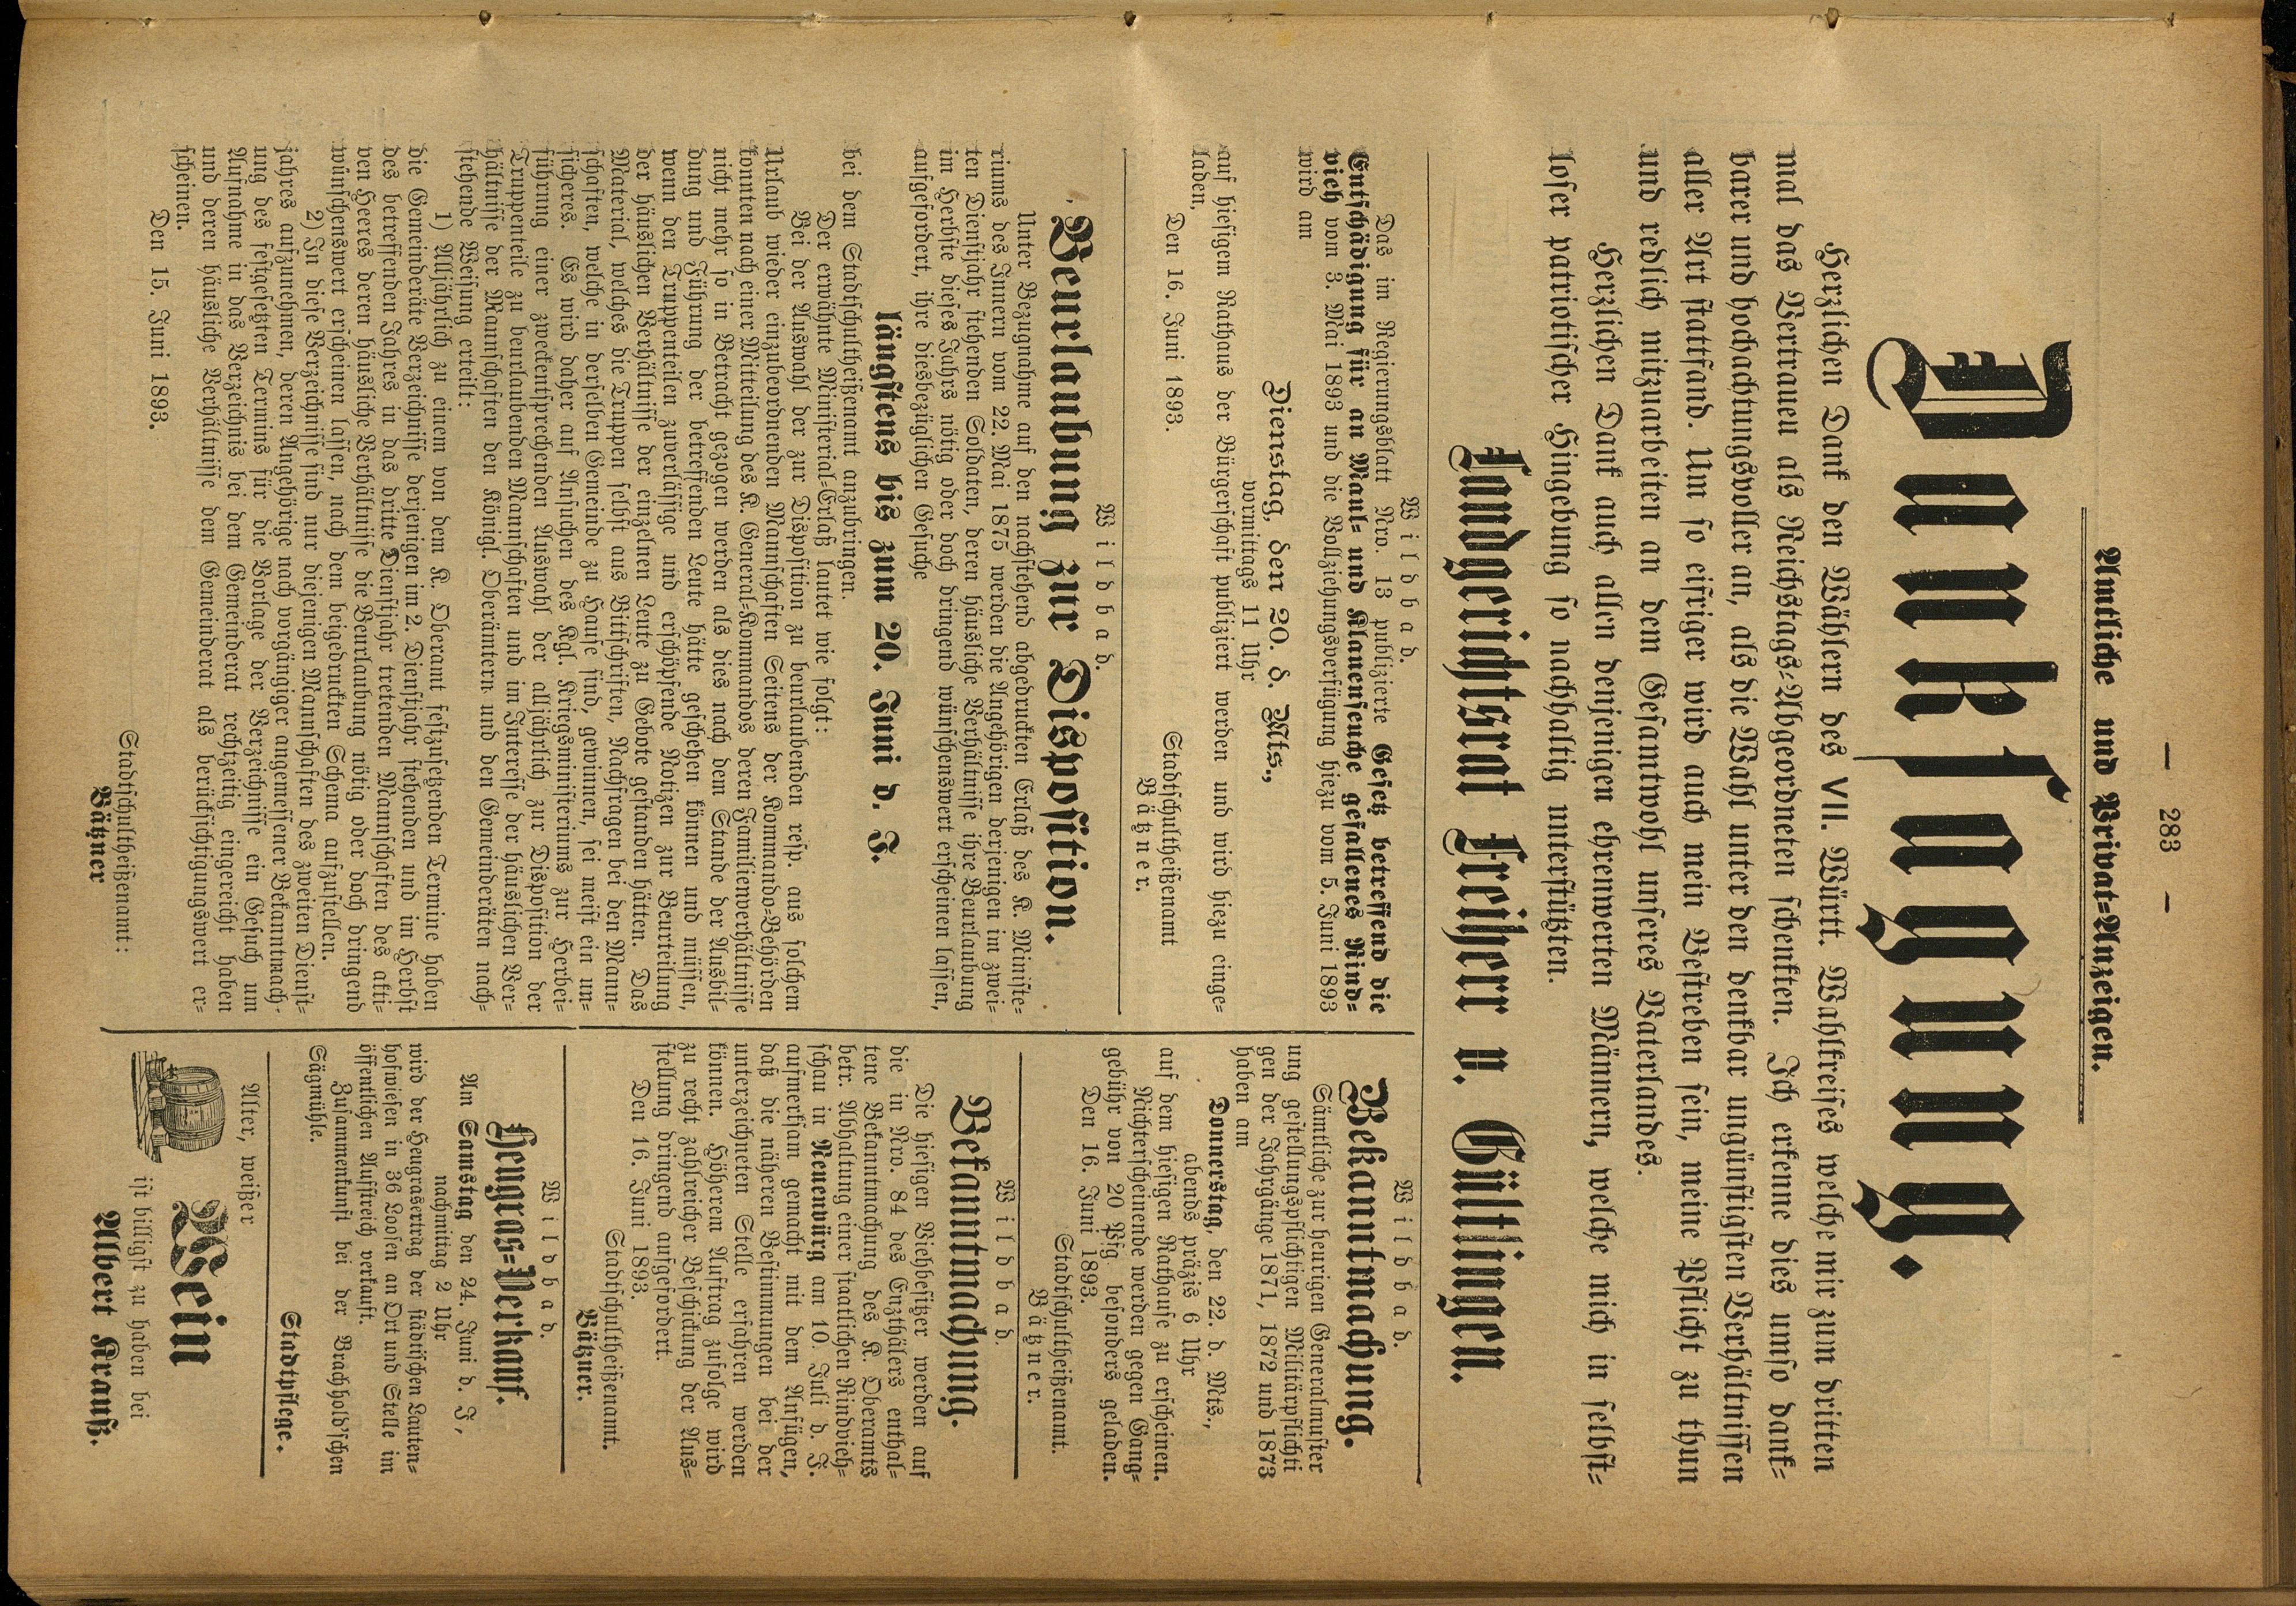 — 283 —
Amtliche und Privat=Anzeigen.
Danksagung.
Herzlichen Dank den Wählern des VII. Württ. Wahlkreises welche mir zum dritten
mal das Vertrauen als Reichstags=Abgeordneten schenkten. Ich erkenne dies umso dank=
barer und hochachtungsvoller an, als die Wahl unter den denkbar ungünstigsten Verhältnissen
aller Art stattfand. Um so eifriger wird auch mein Bestreben sein, meine Pflicht zu thun
und redlich mitzuarbeiten an dem Gesamtwohl unseres Vaterlandes.
Herzlichen Dank auch allen denjenigen ehrenwerten Männern, welche mich in selbst=
loser patriotischer Hingebung so nachhaltig unterstützten.
Landgerichtsrat Freiherr v. Gültlingen.
Wildbad.
Das im Regierungsblatt Nro. 13 publizierte Gesetz betreffend die
Entschädigung für an Maul= und Klauenseuche gefallenes Rind=
vieh vom 3. Mai 1893 und die Vollziehungsverfügung hiezu vom 5. Juni 1893
wird am
Dienstag, den 20. d. Mts.,
vormittags 11 Uhr
auf hiesigem Rathaus der Bürgerschaft publiziert werden und wird hiezu einge=
laden.
Den 16. Juni 1893.
Stadtschultheißenamt
Bätzner.
Wildbad.
Beurlaubung zur Disposition.
Unter Bezugnahme auf den nachstehend abgedruckten Erlaß des K. Ministe=
riums des Innern vom 22. Mai 1875 werden die Angehörigen derjenigen im zwei=
ten Dienstjahr stehenden Soldaten, deren häusliche Verhältnisse ihre Beurlaubung
im Herbste dieses Jahrs nötig oder doch dringend wünschenswert erscheinen lassen,
aufgefordert, ihre diesbezüglichen Gesuche
längstens bis zum 20. Juni d. J.
bei dem Stadtschultheißenamt anzubringen.
Der erwähnte Ministerial=Erlaß lautet wie folgt:
Bei der Auswahl der zur Disposition zu beurlaubenden resp. aus solchem
Urlaub wieder einzubeordnenden Mannschaften Seitens der Kommando=Behörden
konnten nach einer Mitteilung des K. General=Kommandos deren Familienverhältnisse
nicht mehr so in Betracht gezogen werden als dies nach dem Stande der Ausbil=
dung und Führung der betreffenden Leute hätte geschehen können und müssen,
wenn den Truppenteilen zuverlässige und erschöpfende Notizen zur Beurteilung
der häuslichen Verhältnisse der einzelnen Leute zu Gebote gestanden hätten. Das
Material, welches die Truppen selbst aus Bittschriften, Nachfragen bei den Mann=
schaften, welche in derselben Gemeinde zu Hause sind, gewinnen, sei meist ein un=
sicheres. Es wird daher auf Ansuchen des Kgl. Kriegsministeriums zur Herbei=
führung einer zweckentsprechenden Auswahl der alljährlich zur Disposition der
Truppenteile zu beurlaubenden Mannschaften und im Interesse der häuslichen Ver=
hältnisse der Mannschaften den Königl. Oberämtern und den Gemeinderäten nach=
stehende Weisung erteilt:
1) Alljährlich zu einem von dem K. Oberamt festzusetzenden Termine haben
die Gemeinderäte Verzeichnisse derjenigen im 2. Dienstjahr stehenden und im Herbst
des betreffenden Jahres in das dritte Dienstjahr tretenden Mannschaften des akti=
ven Heeres deren häusliche Verhältnisse die Beurlaubung nötig oder doch dringend
wünschenswert erscheinen lassen, nach dem beigedruckten Schema aufzustellen.
2) In diese Verzeichnisse sind nur diejenigen Mannschaften des zweiten Dienst=
jahres aufzunehmen, deren Angehörige nach vorgängiger angemessener Bekanntmach=
ung des festgesetzten Termins für die Vorlage der Verzeichnisse ein Gesuch um
Aufnahme in das Verzeichnis bei dem Gemeinderat rechtzeitig eingereicht haben
und deren häusliche Verhältnisse dem Gemeinderat als berücksichtigungswert er=
scheinen.
Den 15. Juni 1893.
Stadtschultheißenamt:
Bätzner
Wildbad.
Bekanntmachung.
Sämtliche zur heurigen Generalmuster
ung gestellungspflichtigen Militärpflichti
gen der Jahrgänge 1871, 1872 und 1873
haben am
Donnerstag, den 22. d. Mts.,
abends präzis 6 Uhr
auf dem hiesigen Rathause zu erscheinen.
Nichterscheinende werden gegen Gang=
gebühr von 20 Pfg. besonders geladen.
Den 16. Juni 1893.
Stadtschultheißenamt.
Bätzner.
Wildbad.
Bekanntmachung.
Die hiesigen Viehbesitzer werden auf
die in Nro. 84 des Enzthälers enthal=
tene Bekanntmachung des K. Oberamts
betr. Abhaltung einer staatlichen Rindvieh=
schau in Neuenbürg am 10. Juli d. J.
aufmerksam gemacht mit dem Anfügen,
daß die näheren Bestimmungen bei der
unterzeichneten Stelle erfahren werden
können. Höherem Auftrag zufolge wird
zu recht zahlreicher Beschickung der Aus=
stellung dringend aufgefordert.
Den 16. Juni 1893.
Stadtschultheißenamt.
Bätzner.
Wildbad.
Heugras=Verkauf.
Am Samstag den 24. Juni d. J,
nachmittag 2 Uhr
wird der Heugrasertrag der städtischen Lauten=
hofwiesen in 36 Loosen an Ort und Stelle im
öffentlichen Aufstreich verkauft.
Zusammenkunft bei der Brachhold'schen
Sägmühle.
Stadtpflege.
Alter, weißer
Wein
ist billigst zu haben bei
Albert Krauß.